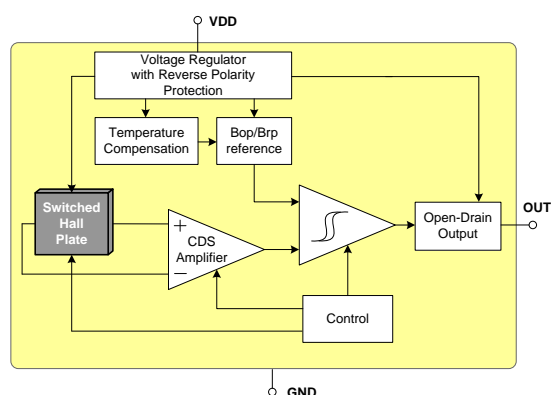 VDD
Voltage Regulator
with Reverse Polarity
Protection
Temperature
Compensation
Bop/Brp
reference
Switched
Hall
Plate
+
CDS
Amplifier
−
Open-Drain
Output
OUT
Control
GND